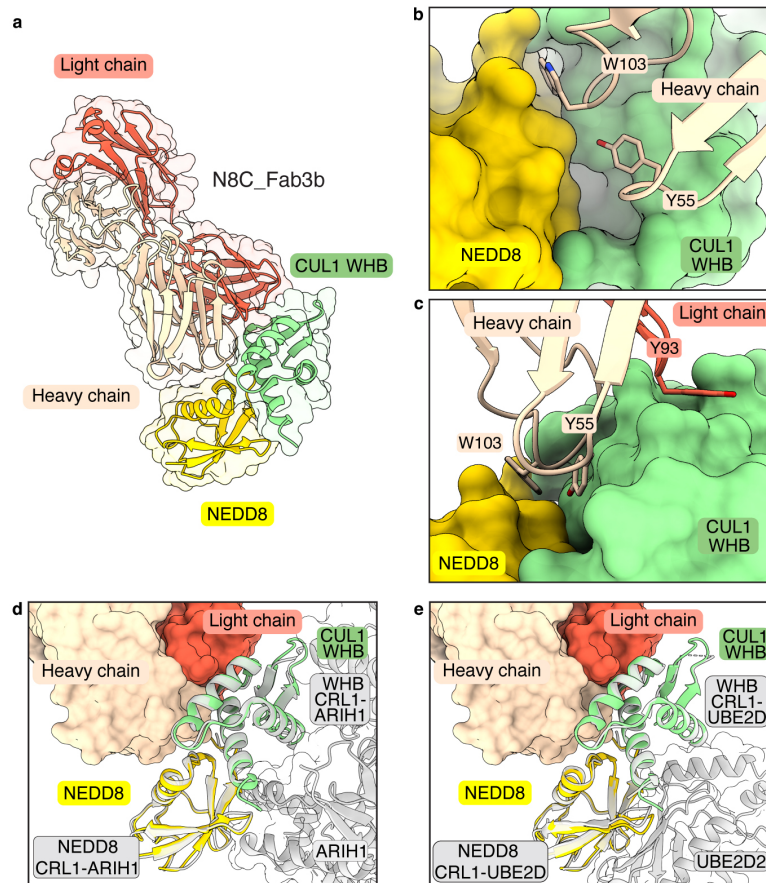 a
Light chain
N8C_Fab3b
CUL1 WHB
Heavy chain
NEDD8
b
W103
Heavy chain
Y55
NEDD8
CUL1
WHB
c
Heavy chain
Light chain
Y93
Y55
W103
CUL1
WHB
NEDD8
d
Light chain
CUL1
WHB
Heavy chain
WHB
CRL1-
ARIH1
NEDD8
NEDD8
CRL1-ARIH1
ARIH1
e
Light chain
CUL1
WHB
Heavy chain
WHB
CRL1-
UBE2D
NEDD8
NEDD8
CRL1-UBE2D
UBE2D2